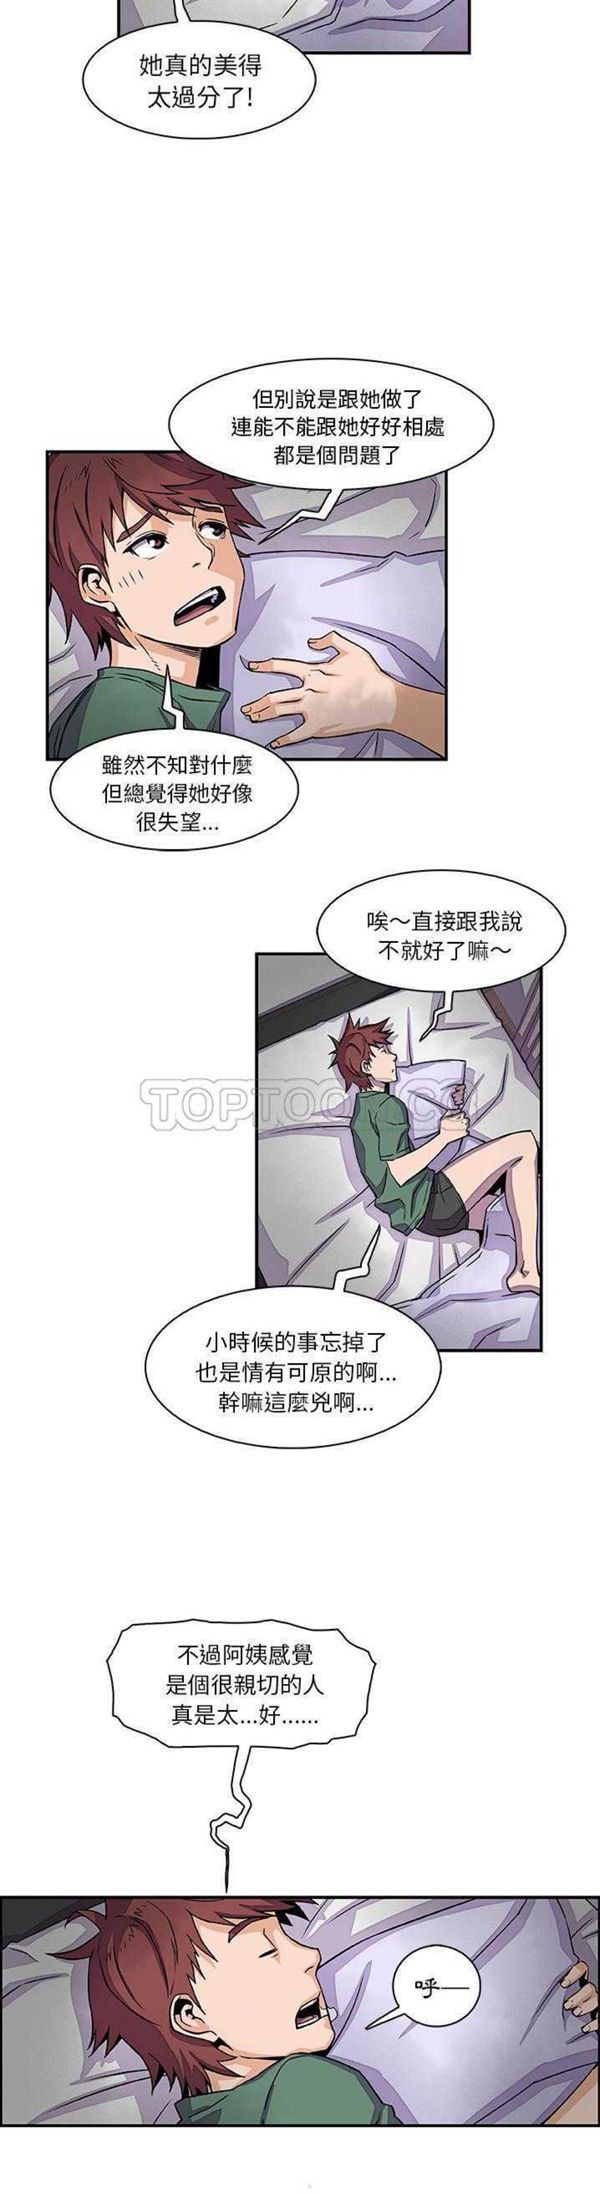 她真的美得
太過分了!
但別說是跟她做了
連能不能跟她好好相處
都是個問題了
雖然不知對什麼
但總覺得她好像
很失望...
唉～直接跟我說
不就好了嘛～
TOPTOON.CO
小時候的事忘掉了
也是情有可原的啊...
幹嘛這麼兇啊...
不過阿姨感覺
是個很親切的人
真是太...好......
呼—